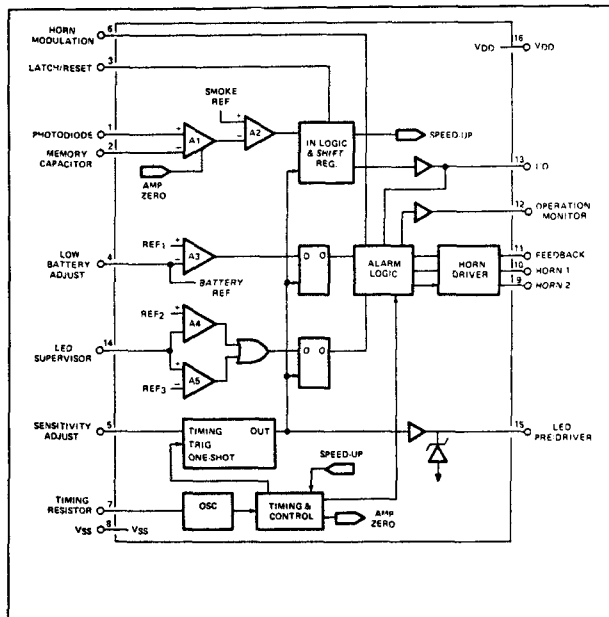 HORN
MODULATION
6
LATCH/RESET
3
VDD
16
VDD
SMOKE
REF
PHOTODIODE
1
+
A1
+
A2
-
IN LOGIC
& SHIFT
REG.
SPEED-UP
MEMORY
CAPACITOR
2
-
AMP
ZERO
13
I/O
12
OPERATION
MONITOR
LOW
BATTERY
ADJUST
4
REF1
+
A3
-
BATTERY
REF
D Q
ALARM
LOGIC
HORN
DRIVER
11
FEEDBACK
10
HORN 1
9
HORN 2
LED
SUPERVISOR
14
REF2
+
A4
-
+
A5
REF3
-
D Q
SENSITIVITY
ADJUST
5
TIMING OUT
TRIG
ONE-SHOT
15
LED
PRE-DRIVER
SPEED-UP
TIMING
RESISTOR
7
OSC
TIMING &
CONTROL
AMP
ZERO
VSS
8
VSS